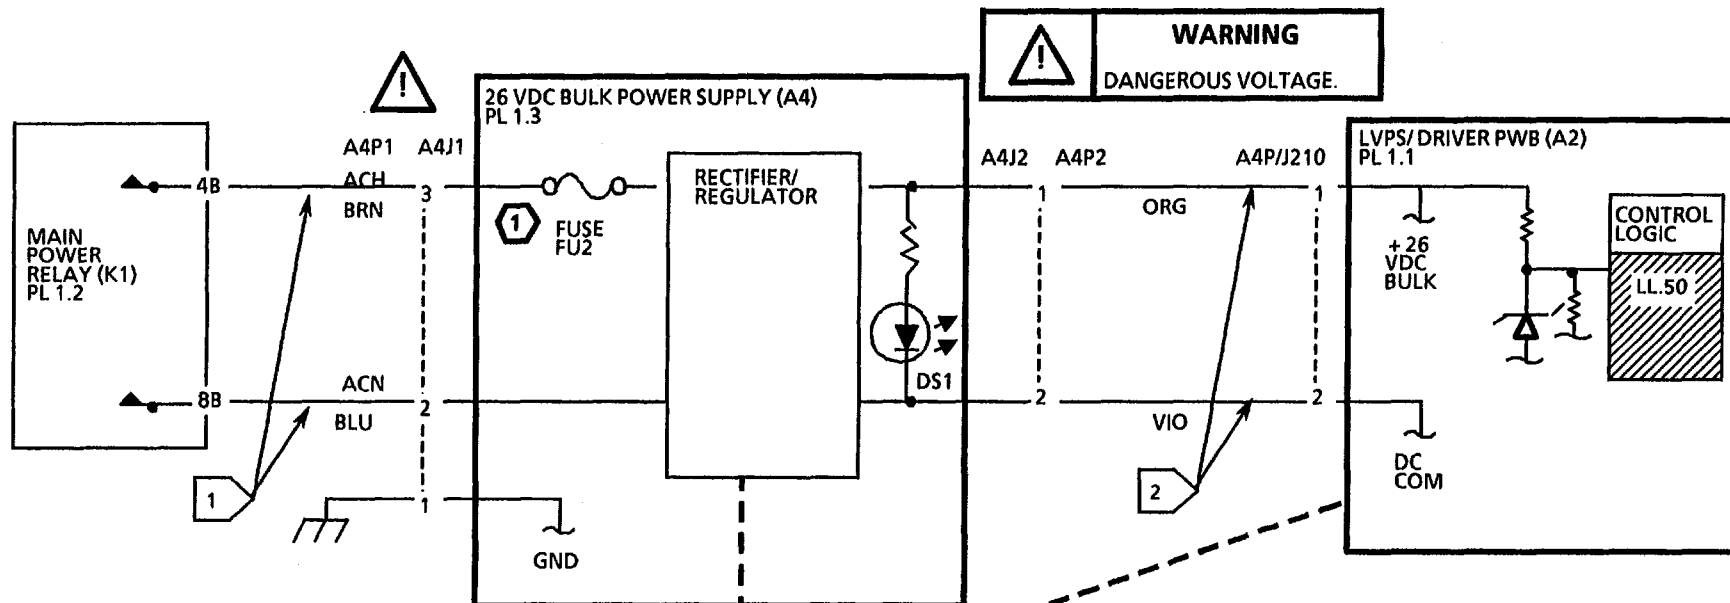 !
WARNING
DANGEROUS VOLTAGE.
!
26 VDC BULK POWER SUPPLY (A4)
PL 1.3
LVPS/DRIVER PWB (A2)
PL 1.1
A4P1 A4J1
A4J2 A4P2
A4P/J210
4B
ACH
BRN
3
1
FUSE
FU2
RECTIFIER/
REGULATOR
1
ORG
1
+26
VDC
BULK
CONTROL
LOGIC
LL.50
MAIN
POWER
RELAY (K1)
PL 1.2
8B
ACN
BLU
2
DS1
2
VIO
2
DC
COM
1
1
GND
2